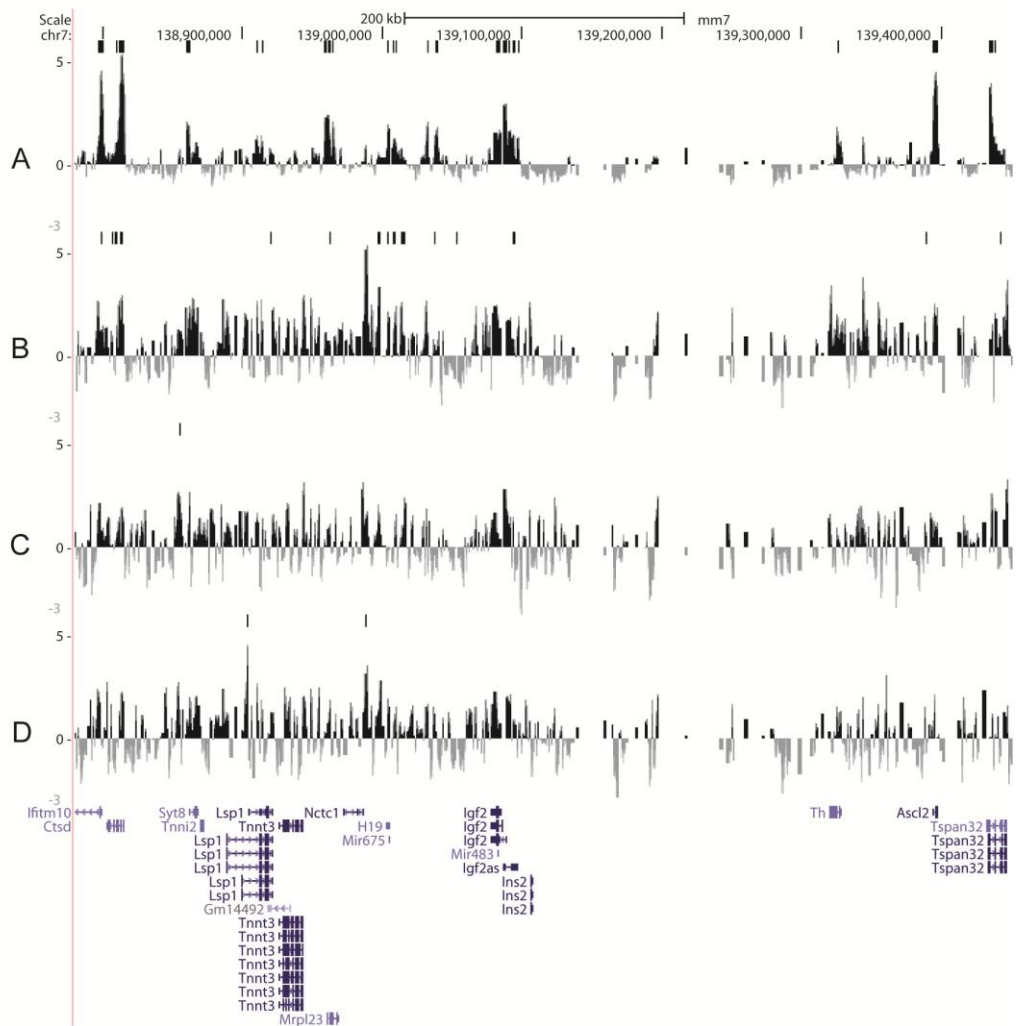 Scale 200 kb mm7
chr7: 138,900,000 139,000,000 139,100,000 139,200,000 139,300,000 139,400,000
5 -
A
0 -
-3
5 -
B
0 -
-3
5 -
C
0 -
-3
5 -
D
0 -
-3
Ifitm10 Syt8 Lsp1 Nctc1 Igf2 Th Ascl2
Ctsd Tnni2 Tnnt3 H19 Igf2 Tspan32
Lsp1 Mir675 Igf2 Tspan32
Lsp1 Mir483 Tspan32
Lsp1 Igf2as Tspan32
Lsp1 Ins2
Lsp1 Ins2
Gm14492 Ins2
Tnnt3
Tnnt3
Tnnt3
Tnnt3
Tnnt3
Tnnt3
Tnnt3
Mrpl23